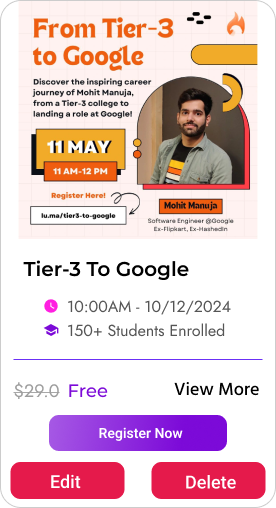 From Tier-3
to Google
Discover the inspiring career
journey of Mohit Manuja,
from a Tier-3 college to
landing a role at Google!
11 MAY
11 AM-12 PM
Register Here!
lu.ma/tier3-to-google
Mohit Manuja
Software Engineer @Google
Ex-Flipkart, Ex-HashedIn
Tier-3 To Google
10:00AM - 10/12/2024
150+ Students Enrolled
$29.0 Free
View More
Register Now
Edit
Delete